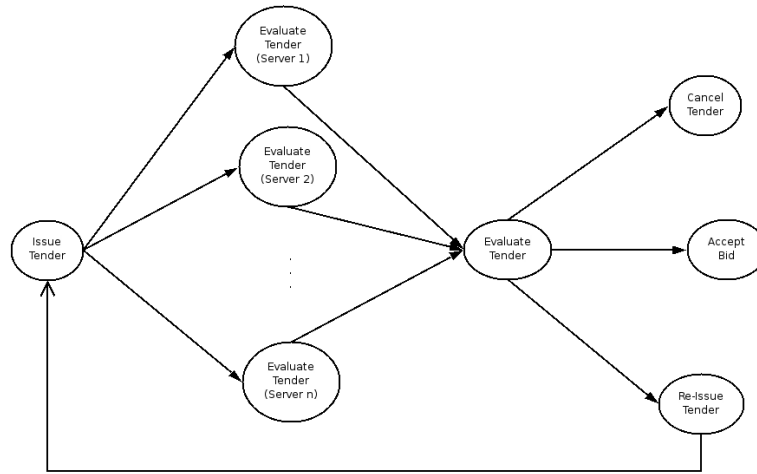 Evaluate
Tender
(Server 1)
Cancel
Tender
Evaluate
Tender
(Server 2)
Issue
Tender
Evaluate
Tender
Accept
Bid
.
.
.
Evaluate
Tender
(Server n)
Re-Issue
Tender